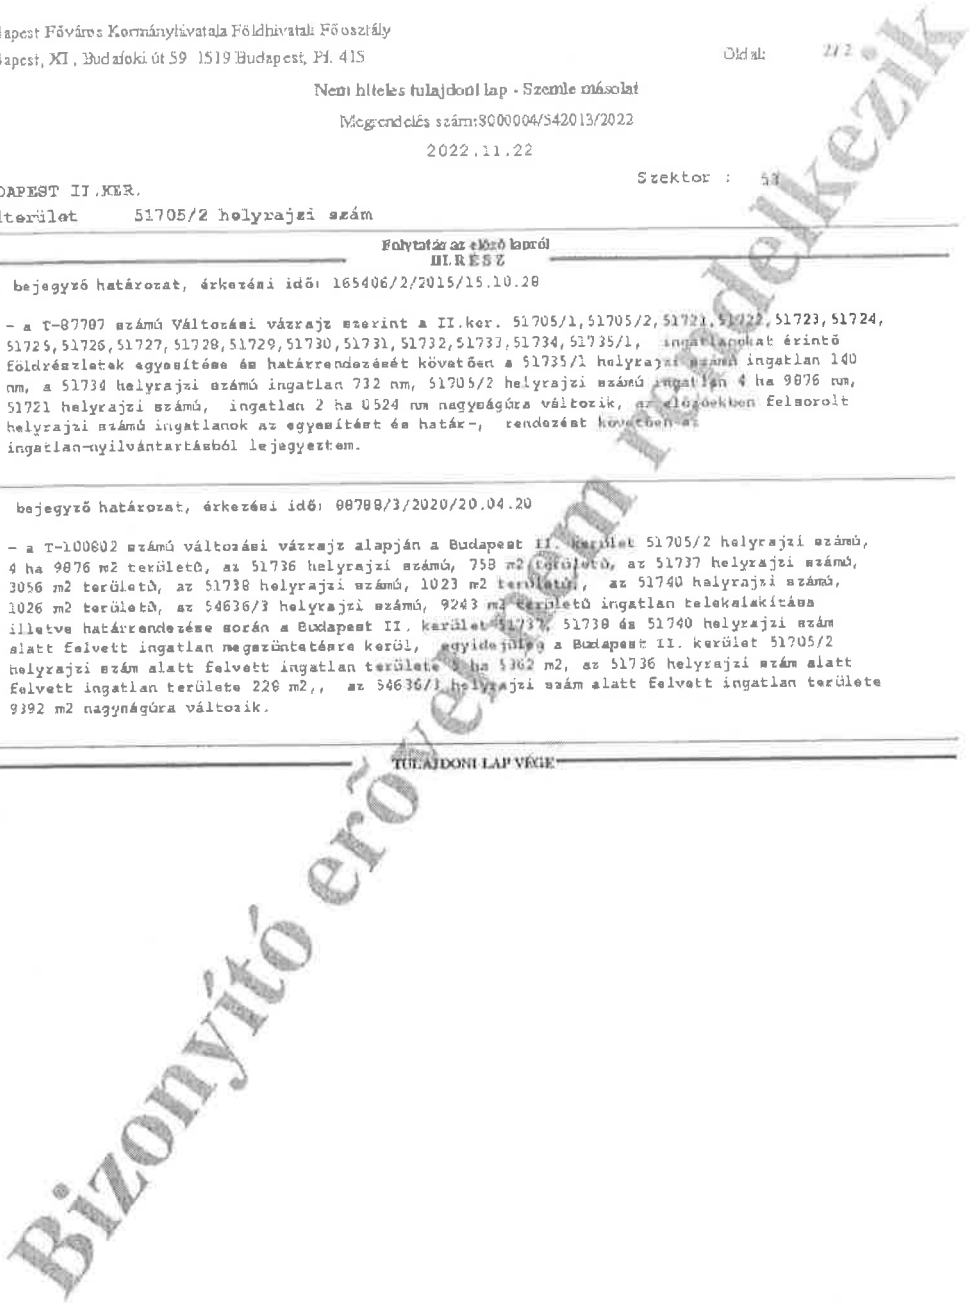 lapest Főváros Kormányhivatala Földhivatali Főosztály
lapest, XI., Budafoki út 59. 1519 Budapest, Pf. 415
Oldal: 2 / 2
Nem hiteles tulajdoni lap - Szemle másolat
Megrendelés szám:8000004/542013/2022
2022.11.22
Szektor : 53
DAPEST II.KER.
lterület 51705/2 helyrajzi szám
Folytatás az előző lapról
III.RÉSZ
bejegyző határozat, érkezési idő: 165406/2/2015/15.10.28
- a T-87787 számú Változási vázrajz szerint a II.ker. 51705/1,51705/2,51721,51722,51723,51724,
51725,51726,51727,51728,51729,51730,51731,51732,51733,51734,51735/1, ingatlanokat érintő
földrészletek egyesítése és határrendezését követően a 51735/1 helyrajzi számú ingatlan 140
nm, a 51734 helyrajzi számú ingatlan 732 nm, 51705/2 helyrajzi számú ingatlan 4 ha 9876 nm,
51721 helyrajzi számú, ingatlan 2 ha 0524 nm nagyságúra változik, az előzőekben felsorolt
helyrajzi számú ingatlanok az egyesítést és határ-, rendezést követően az
ingatlan-nyilvántartásból lejegyeztem.
bejegyző határozat, érkezési idő: 88788/3/2020/20.04.20
- a T-100602 számú változási vázrajz alapján a Budapest II. kerület 51705/2 helyrajzi számú,
4 ha 9876 m2 területű, az 51736 helyrajzi számú, 758 m2 területű, az 51737 helyrajzi számú,
3056 m2 területű, az 51738 helyrajzi számú, 1023 m2 területű,, az 51740 helyrajzi számú,
1026 m2 területű, az 54636/3 helyrajzi számú, 9243 m2 területű ingatlan telekalakítása
illetve határrendezése során a Budapest II. kerület 51737, 51738 és 51740 helyrajzi szám
alatt felvett ingatlan megszüntetésre kerül, egyidejűleg a Budapest II. kerület 51705/2
helyrajzi szám alatt felvett ingatlan területe 5 ha 5362 m2, az 51736 helyrajzi szám alatt
felvett ingatlan területe 228 m2,, az 54636/3 helyrajzi szám alatt felvett ingatlan területe
9392 m2 nagyságúra változik.
TULAJDONI LAP VÉGE
Bizonyító erővel nem rendelkezik